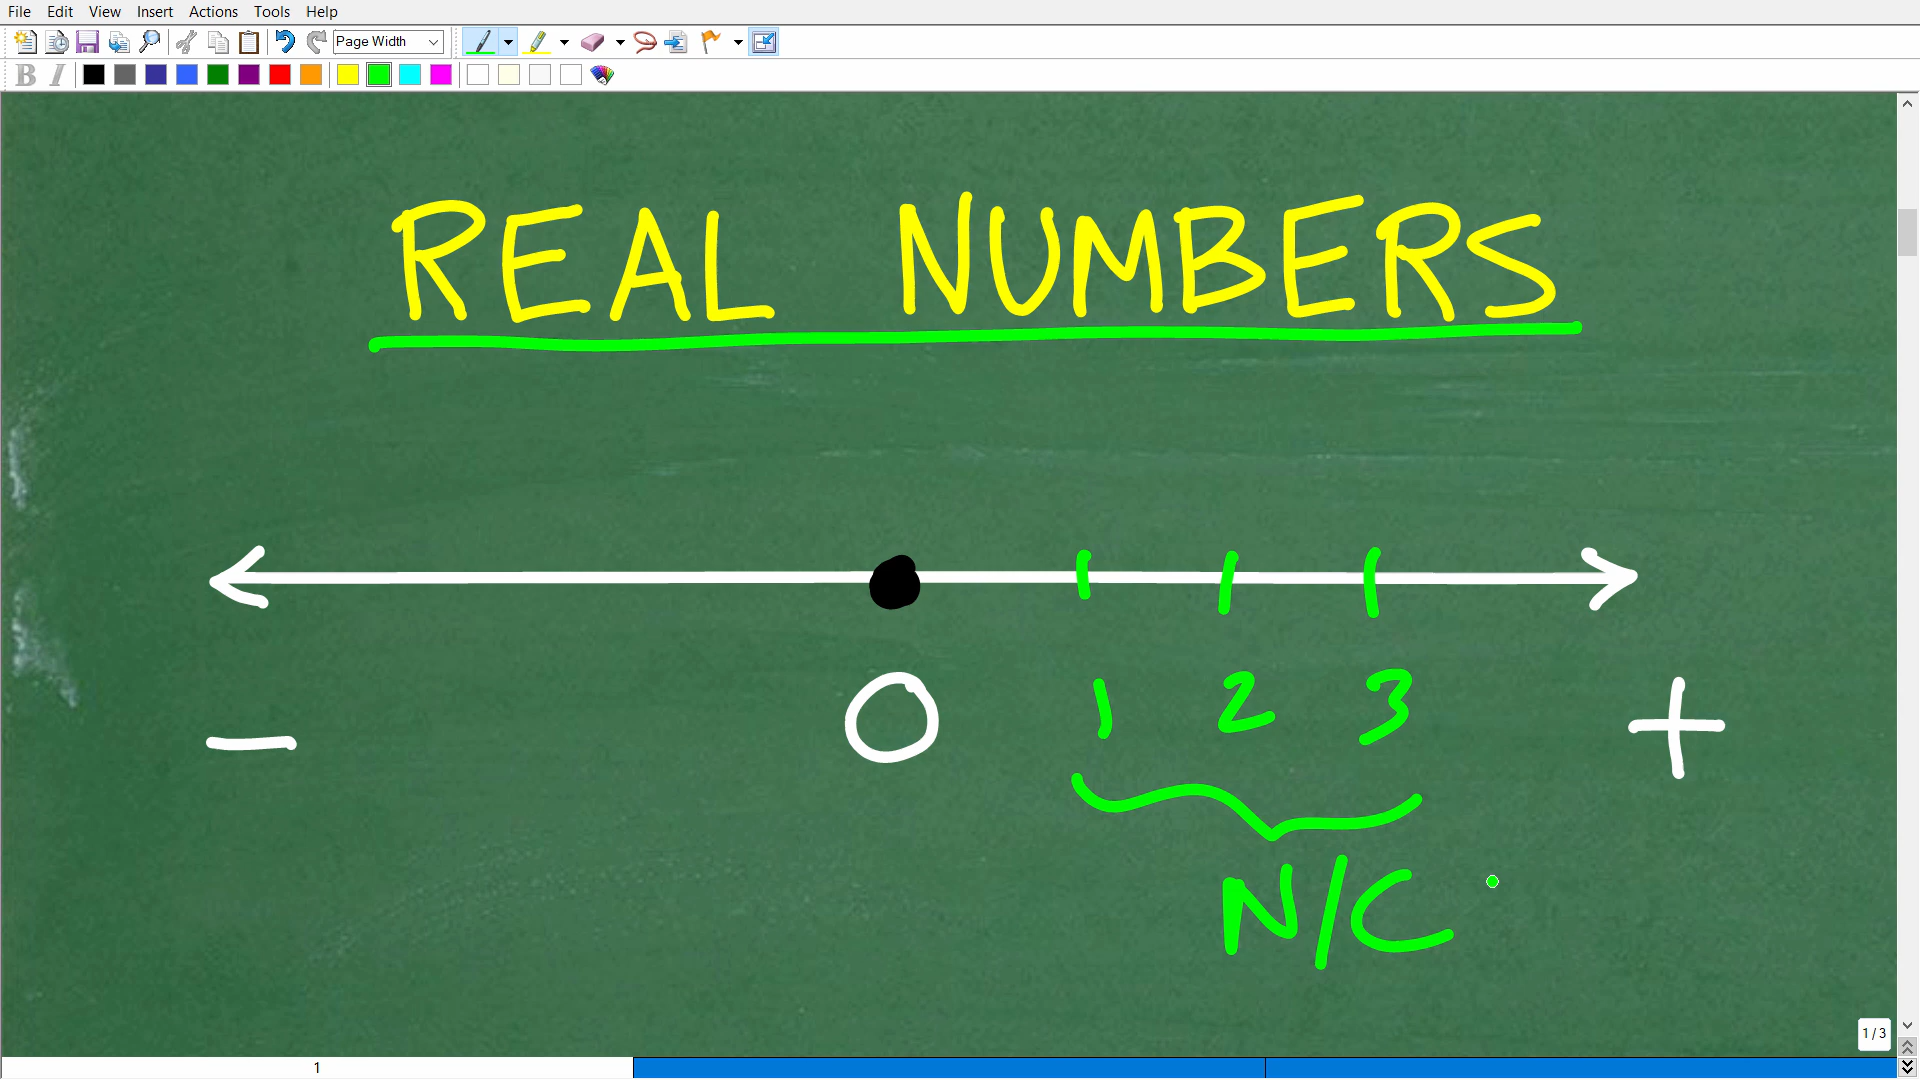 File Edit View Insert Actions Tools Help
Page Width
B I
REAL NUMBERS
0 1 2 3
− +
N/C
1/3
1